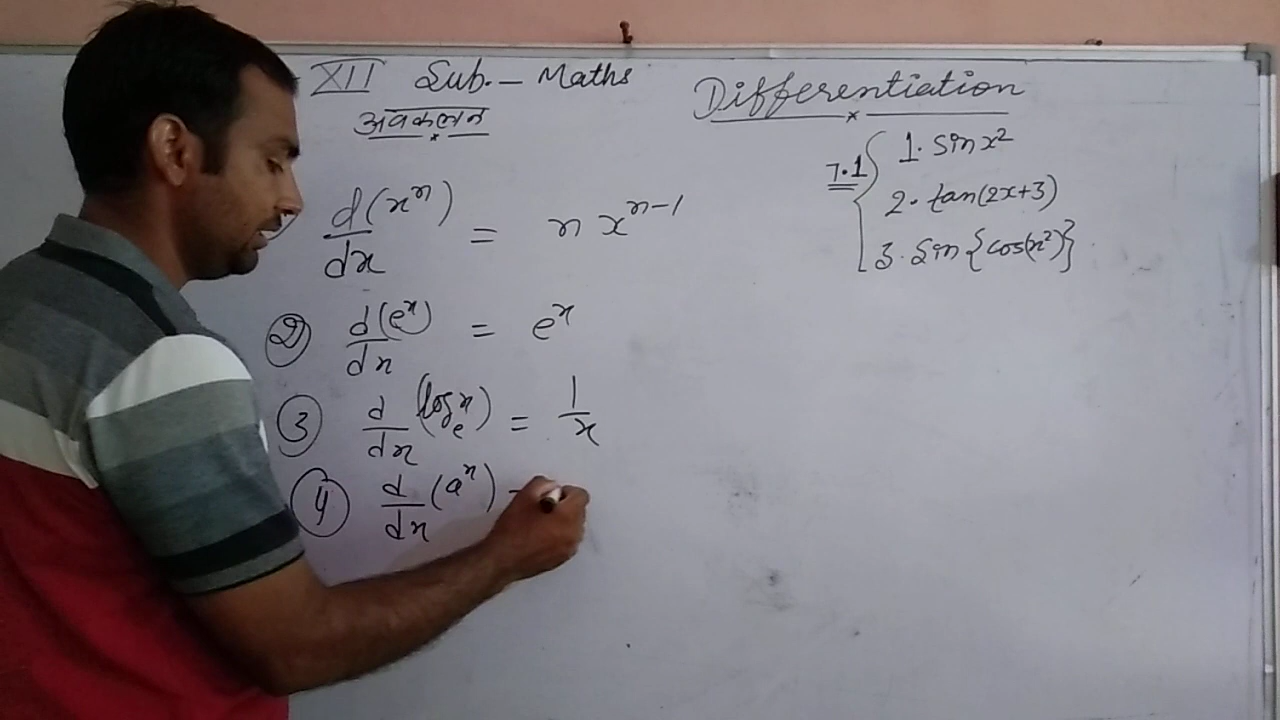 XII Sub. – Maths
अवकलन
Differentiation
d(xⁿ)/dx = n xⁿ⁻¹
② d(eˣ)/dx = eˣ
③ d/dx (logₑx) = 1/x
④ d/dx (aˣ) –
7.1 { 1. Sin x²
2. tan(2x+3)
3. Sin {cos(x²)}